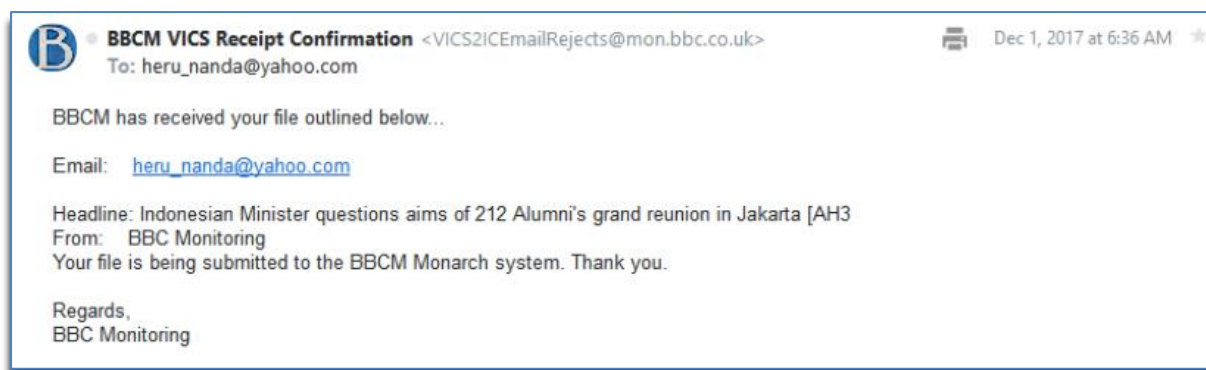 B
BBCM VICS Receipt Confirmation <VICS2ICEmailRejects@mon.bbc.co.uk> Dec 1, 2017 at 6:36 AM
To: heru_nanda@yahoo.com
BBCM has received your file outlined below...
Email: heru_nanda@yahoo.com
Headline: Indonesian Minister questions aims of 212 Alumni's grand reunion in Jakarta [AH3
From: BBC Monitoring
Your file is being submitted to the BBCM Monarch system. Thank you.
Regards,
BBC Monitoring